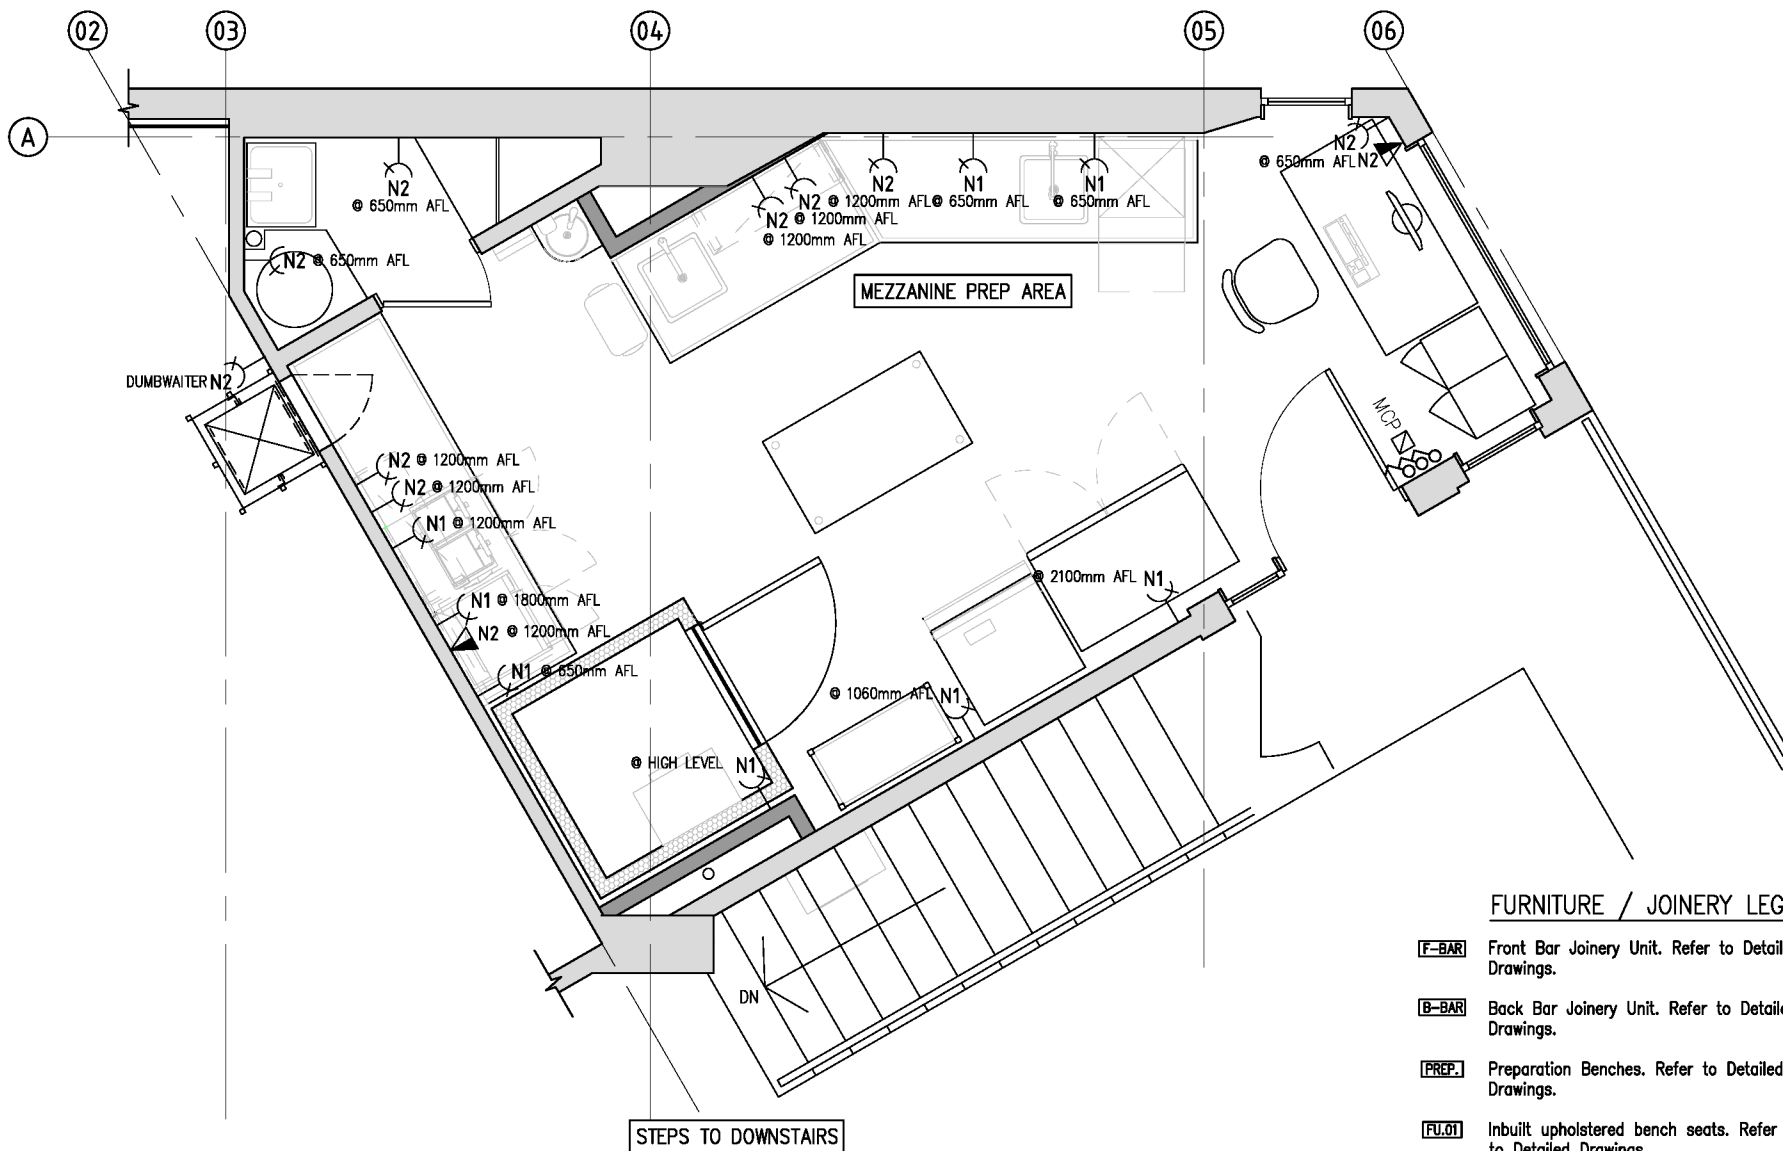 02
03
04
05
06
A
N2
@ 650mm AFL
N2 @ 650mm AFL
N2 @ 1200mm AFL
N2 @ 1200mm AFL
N2
@ 1200mm AFL
N1
@ 650mm AFL
N1
@ 650mm AFL
N2
@ 650mm AFL N2
MEZZANINE PREP AREA
DUMBWAITER N2
MCP
N2 @ 1200mm AFL
N2 @ 1200mm AFL
N1 @ 1200mm AFL
N1 @ 1800mm AFL
N2 @ 1200mm AFL
N1 @ 650mm AFL
@ 2100mm AFL N1
@ 1060mm AFL N1
@ HIGH LEVEL N1
DN
STEPS TO DOWNSTAIRS
FURNITURE / JOINERY LEG
F-BAR Front Bar Joinery Unit. Refer to Detail
Drawings.
B-BAR Back Bar Joinery Unit. Refer to Detail
Drawings.
PREP. Preparation Benches. Refer to Detailed
Drawings.
FU.01 Inbuilt upholstered bench seats. Refer
to Detailed Drawings